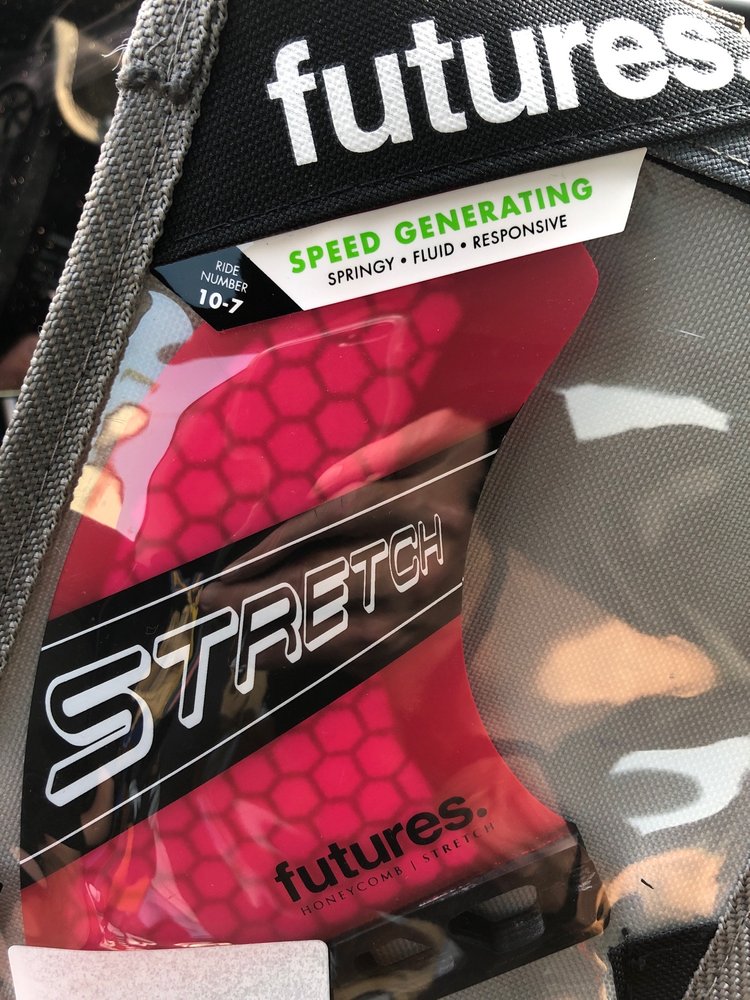 futures.
SPEED GENERATING
SPRINGY • FLUID • RESPONSIVE
RIDE
NUMBER
10-7
STRETCH
futures.
HONEYCOMB | STRETCH